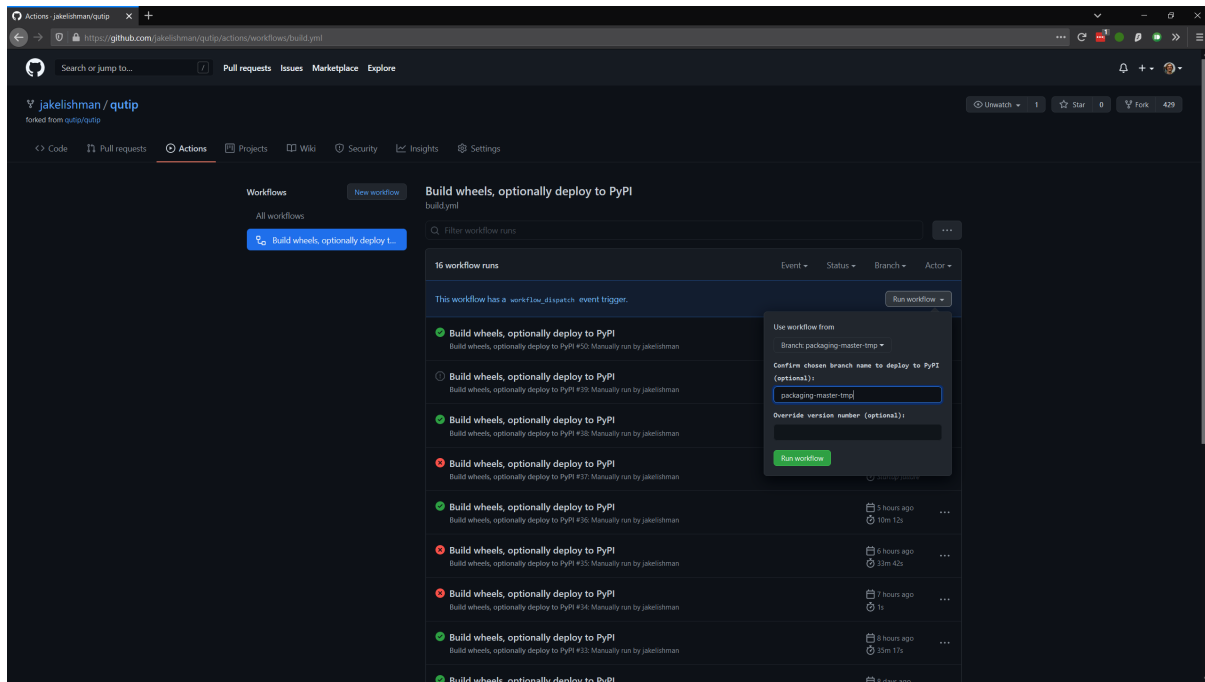 Actions · jakelishman/qutip
https://github.com/jakelishman/qutip/actions/workflows/build.yml
Search or jump to...
/
Pull requests Issues Marketplace Explore
jakelishman / qutip
forked from qutip/qutip
Unwatch 1 Star 0 Fork 429
Code Pull requests Actions Projects Wiki Security Insights Settings
Workflows New workflow
All workflows
Build wheels, optionally deploy t...
Build wheels, optionally deploy to PyPI
build.yml
Filter workflow runs
16 workflow runs Event Status Branch Actor
This workflow has a workflow_dispatch event trigger. Run workflow
Use workflow from
Branch: packaging-master-tmp
Confirm chosen branch name to deploy to PyPI
(optional):
packaging-master-tmp
Override version number (optional):
Run workflow
Build wheels, optionally deploy to PyPI
Build wheels, optionally deploy to PyPI #50: Manually run by jakelishman
Build wheels, optionally deploy to PyPI
Build wheels, optionally deploy to PyPI #39: Manually run by jakelishman
Build wheels, optionally deploy to PyPI
Build wheels, optionally deploy to PyPI #38: Manually run by jakelishman
Build wheels, optionally deploy to PyPI
Build wheels, optionally deploy to PyPI #37: Manually run by jakelishman
Build wheels, optionally deploy to PyPI 5 hours ago
Build wheels, optionally deploy to PyPI #36: Manually run by jakelishman 10m 12s
Build wheels, optionally deploy to PyPI 6 hours ago
Build wheels, optionally deploy to PyPI #35: Manually run by jakelishman 33m 42s
Build wheels, optionally deploy to PyPI 7 hours ago
Build wheels, optionally deploy to PyPI #34: Manually run by jakelishman 1s
Build wheels, optionally deploy to PyPI 8 hours ago
Build wheels, optionally deploy to PyPI #33: Manually run by jakelishman 35m 17s
Build wheels, optionally deploy to PyPI 8 days ago